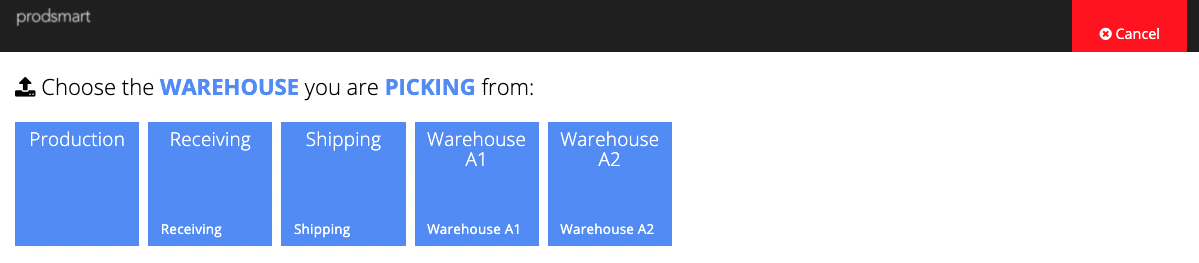 prodsmart
Cancel
Choose the WAREHOUSE you are PICKING from:
Production
Receiving
Receiving
Shipping
Shipping
Warehouse
A1
Warehouse A1
Warehouse
A2
Warehouse A2